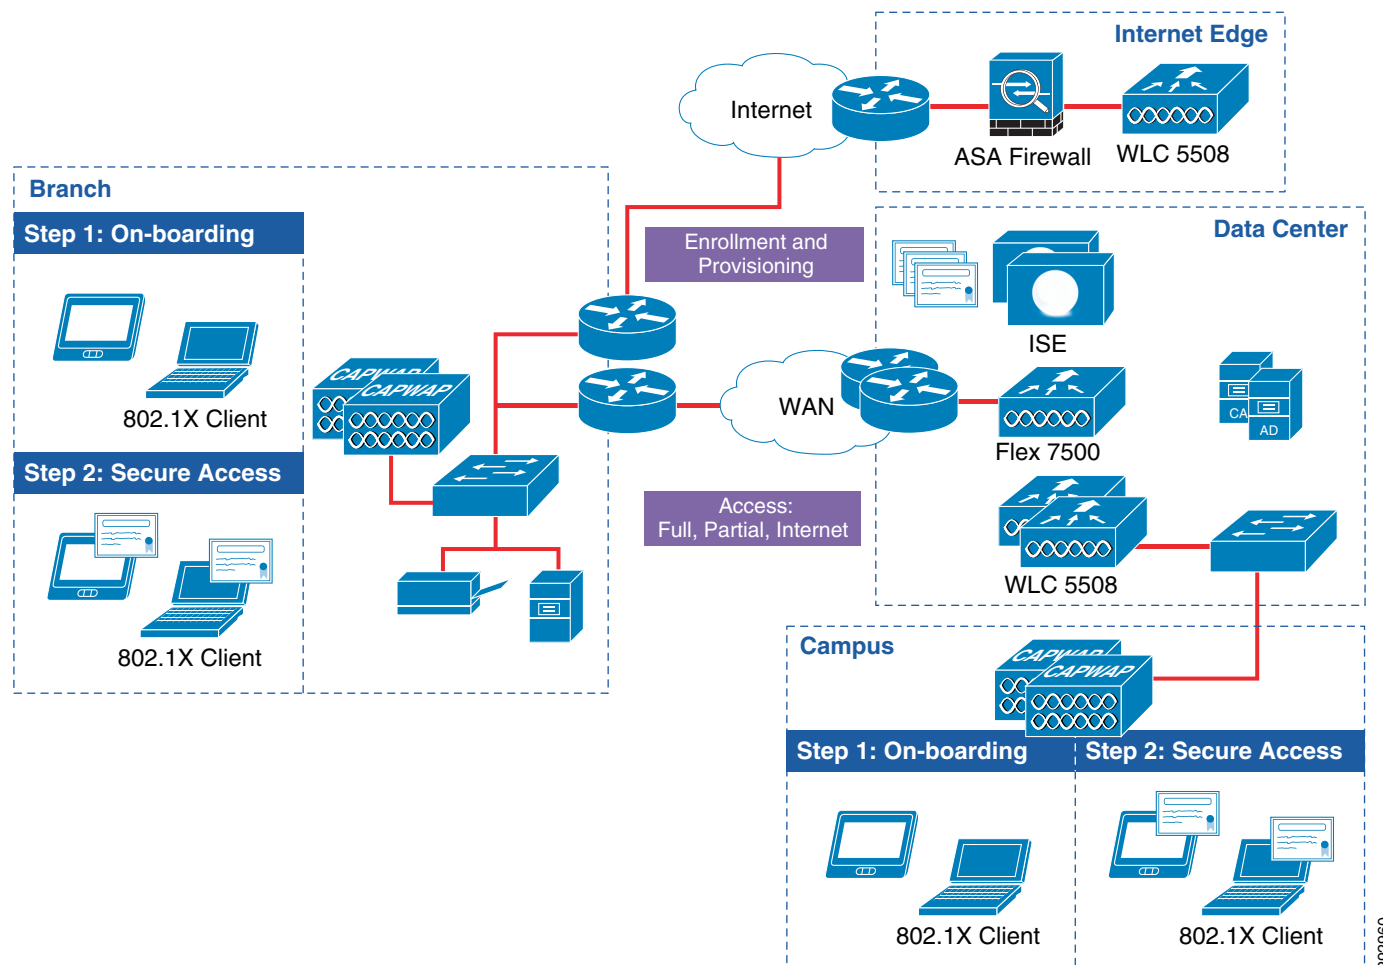 Internet Edge
Internet
ASA Firewall
WLC 5508
Branch
Step 1: On-boarding
802.1X Client
Step 2: Secure Access
802.1X Client
CAPWAP
CAPWAP
Enrollment and
Provisioning
WAN
Access:
Full, Partial, Internet
Data Center
ISE
Flex 7500
CA
AD
WLC 5508
Campus
CAPWAP
CAPWAP
Step 1: On-boarding
Step 2: Secure Access
802.1X Client
802.1X Client